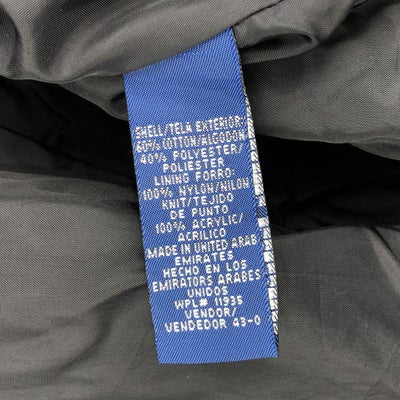 SHELL/TELA EXTERIOR:
60% COTTON/ALGODON
40% POLYESTER/
POLIESTER
LINING FORRO:
100% NYLON/NILON
KNIT/TEJIDO
DE PUNTO
100% ACRYLIC/
ACRILICO
MADE IN UNITED ARAB
EMIRATES
HECHO EN LOS
EMIRATORS ARABES
UNIDOS
WPL# 11935
VENDOR/
VENDEDOR 43-0